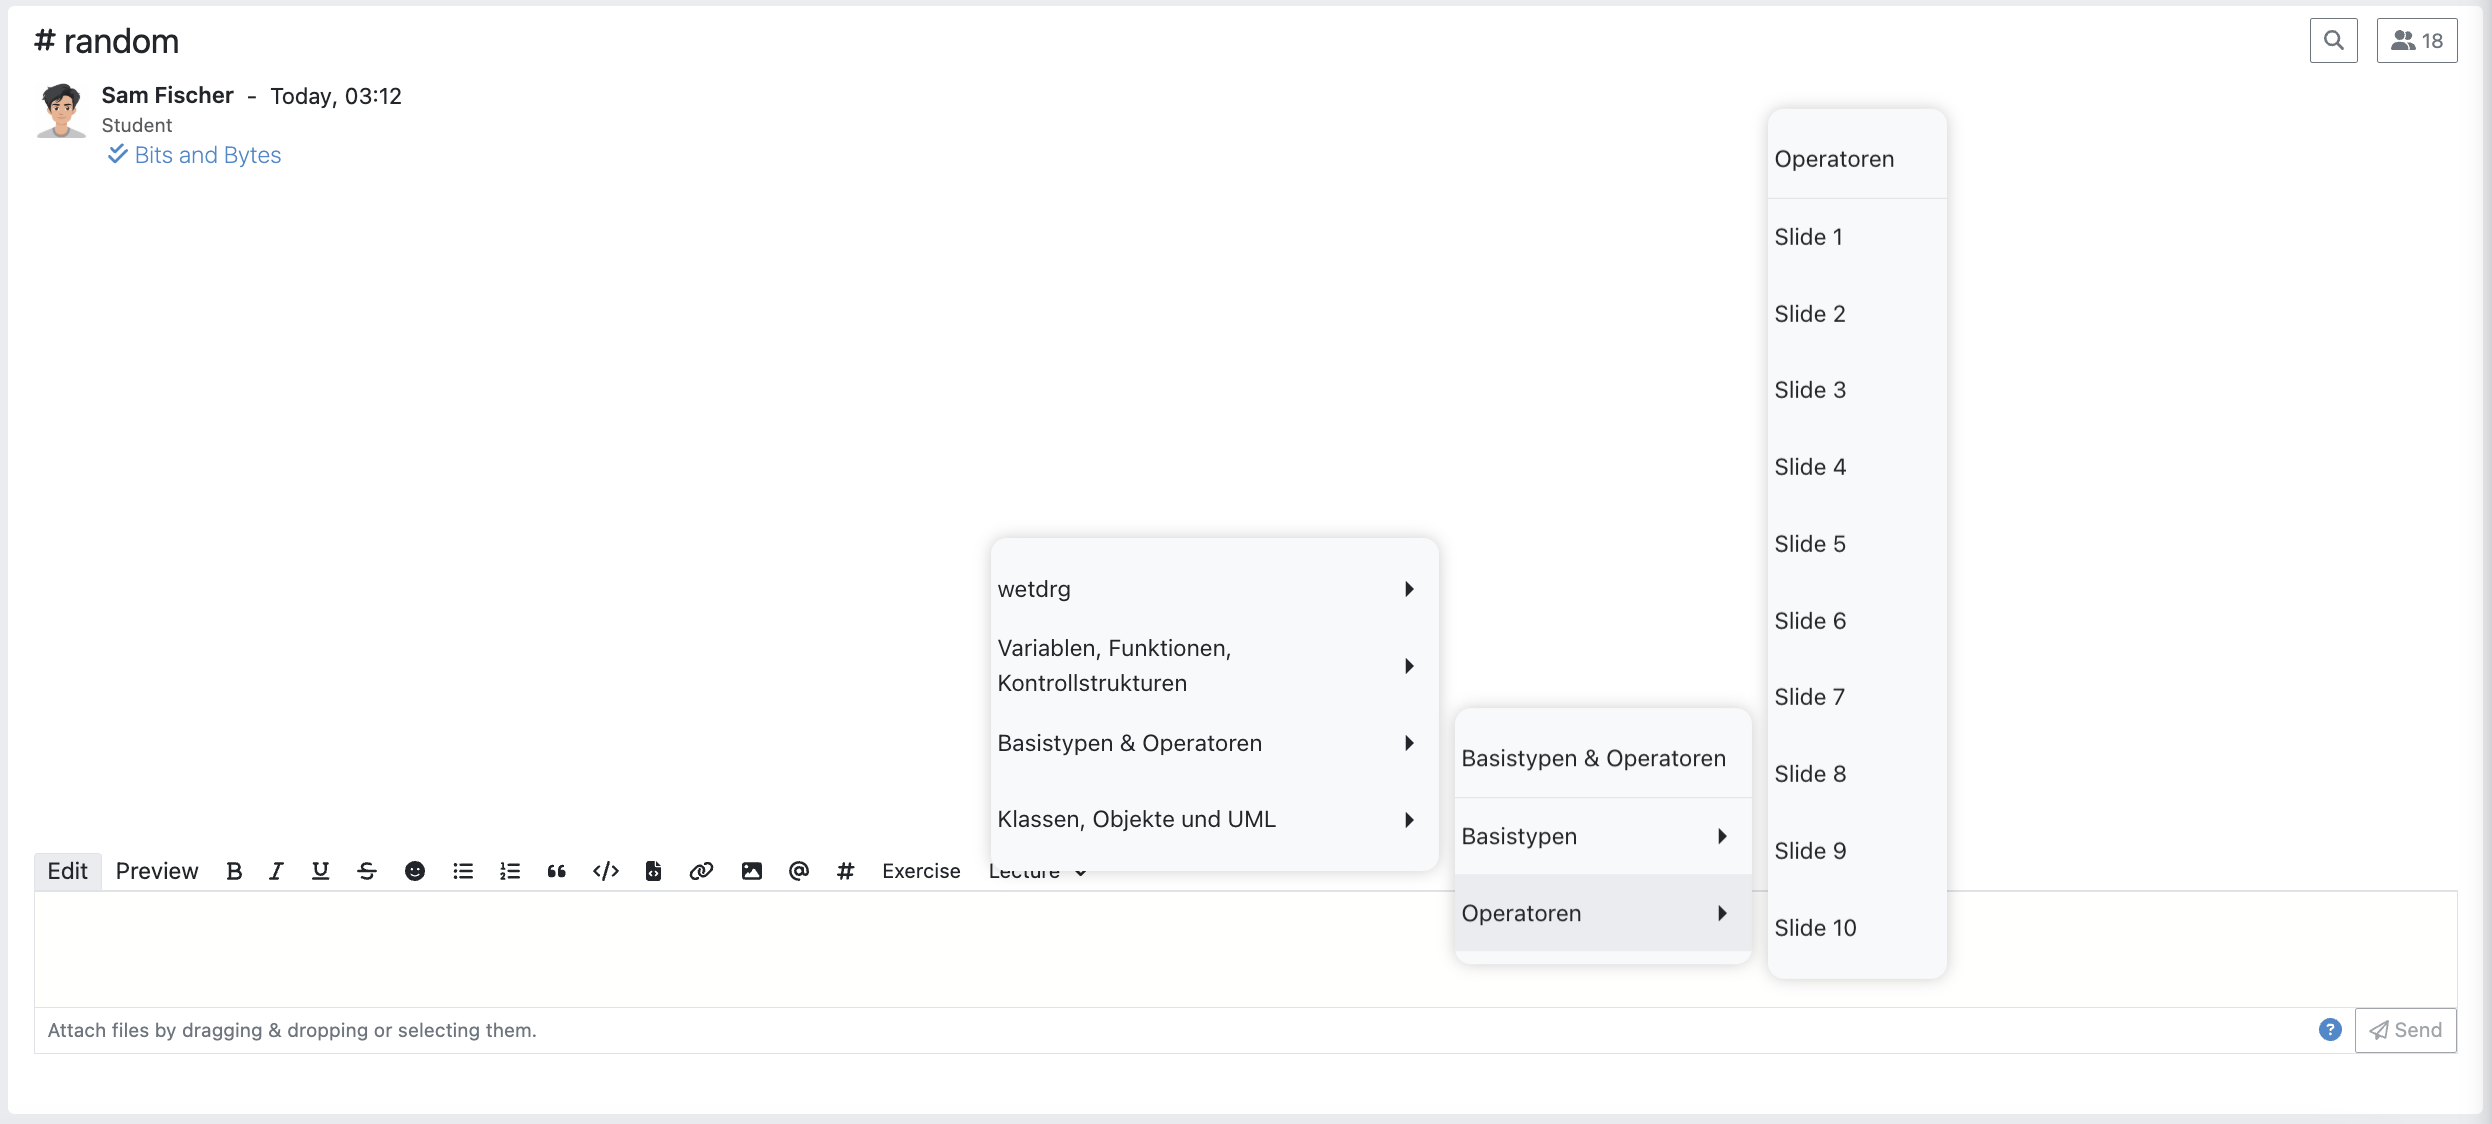 # random
18
Sam Fischer - Today, 03:12
Student
Bits and Bytes
wetdrg
Variablen, Funktionen,
Kontrollstrukturen
Basistypen & Operatoren
Klassen, Objekte und UML
Basistypen & Operatoren
Basistypen
Operatoren
Operatoren
Slide 1
Slide 2
Slide 3
Slide 4
Slide 5
Slide 6
Slide 7
Slide 8
Slide 9
Slide 10
Edit Preview B I U S @ # Exercise Lecture
Attach files by dragging & dropping or selecting them.
? Send